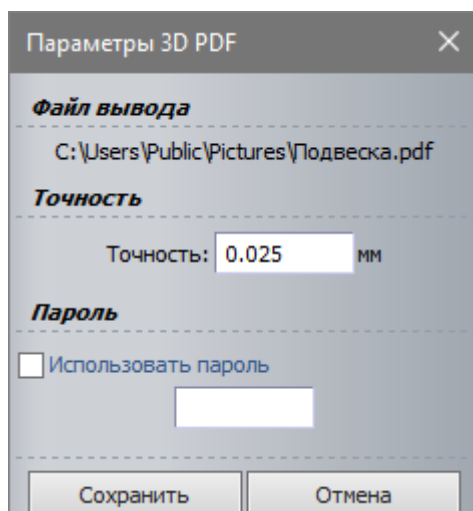 Параметры 3D PDF
Файл вывода
C:\Users\Public\Pictures\Подвеска.pdf
Точность
Точность: 0.025 мм
Пароль
Использовать пароль
Сохранить Отмена